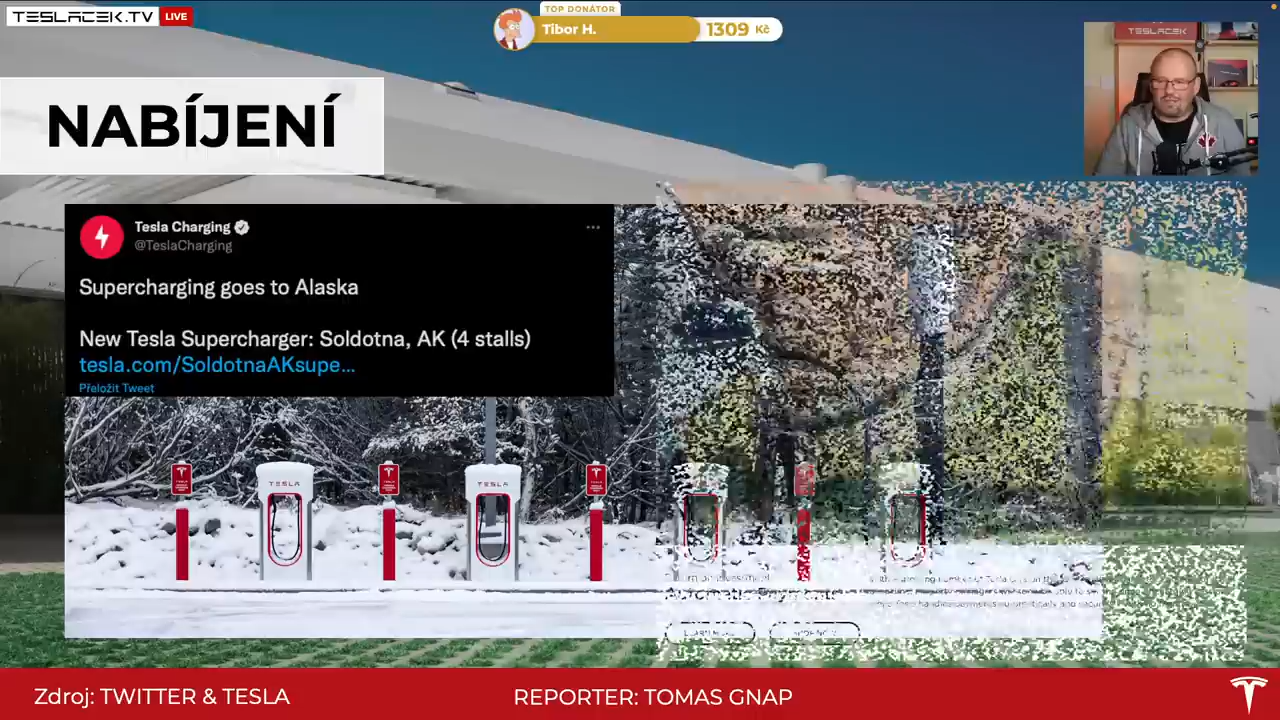 TESLACEK.TV LIVE
TOP DONÁTOR
Tibor H. 1309 Kč
TESLACEK
NABÍJENÍ
Tesla Charging
@TeslaCharging
Supercharging goes to Alaska
New Tesla Supercharger: Soldotna, AK (4 stalls)
tesla.com/SoldotnaAKsupe...
Přeložit Tweet
TESLA
TESLA
Zdroj: TWITTER & TESLA
REPORTER: TOMAS GNAP